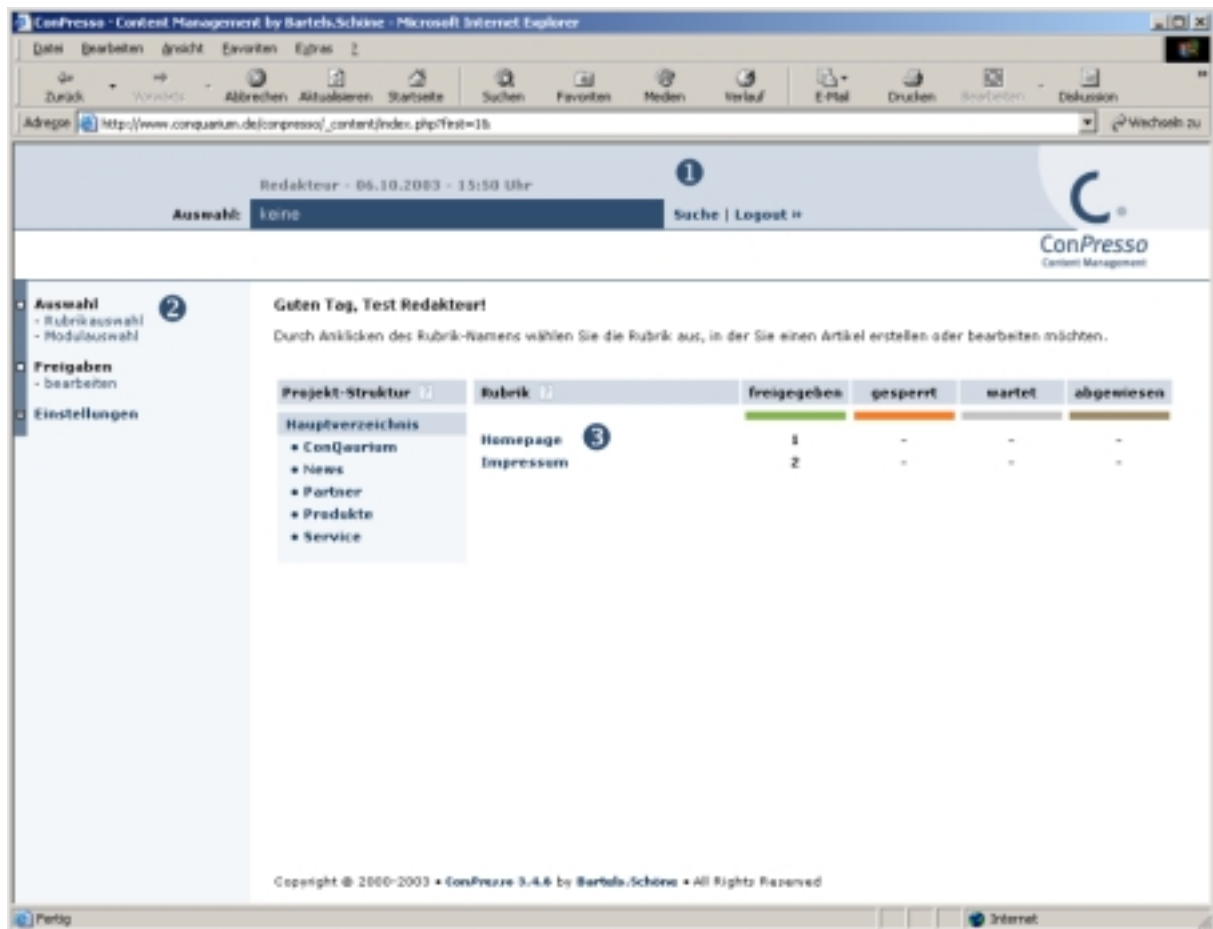 ConPresso - Content Management by Bartels.Schöne - Microsoft Internet Explorer
Datei Bearbeiten Ansicht Favoriten Extras ?
Zurück Vorwärts Abbrechen Aktualisieren Startseite Suchen Favoriten Medien Verlauf E-Mail Drucken Bearbeiten Diskussion
Adresse http://www.conquarium.de/conpresso/_content/index.php?first=1& Wechseln zu
Redakteur - 06.10.2003 - 15:50 Uhr
1
Auswahl: keine Suche | Logout »
C
ConPresso
Content Management
Auswahl
2
- Rubrikauswahl
- Modulauswahl
Freigaben
- bearbeiten
Einstellungen
Guten Tag, Test Redakteur!
Durch Anklicken des Rubrik-Namens wählen Sie die Rubrik aus, in der Sie einen Artikel erstellen oder bearbeiten möchten.
Projekt-Struktur ? Rubrik ? freigegeben gesperrt wartet abgewiesen
Hauptverzeichnis
• ConQaurium
• News
• Partner
• Produkte
• Service
Homepage 3 1 - - -
Impressum 2 - - -
Copyright © 2000-2003 • ConPresso 3.4.6 by Bartels.Schöne • All Rights Reserved
Fertig Internet